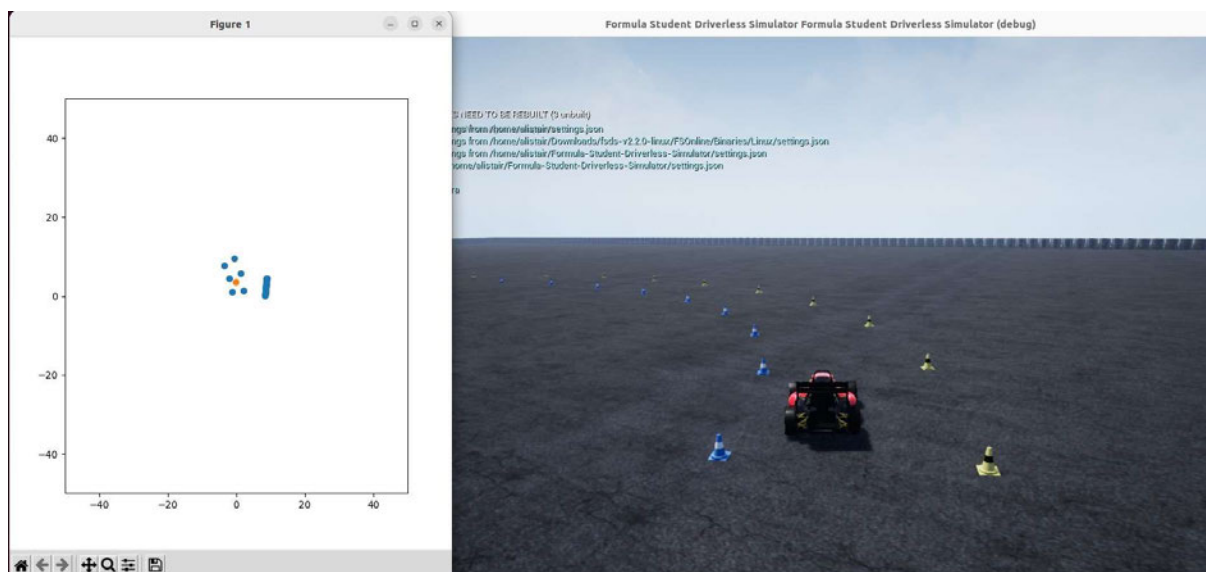 Figure 1
Formula Student Driverless Simulator Formula Student Driverless Simulator (debug)
S NEED TO BE REBUILT (3 unbuilt)
ngs from /home/alistair/settings.json
ngs from /home/alistair/Downloads/fsds-v2.2.0-linux/FSOnline/Binaries/Linux/settings.json
ngs from /home/alistair/Formula-Student-Driverless-Simulator/settings.json
home/alistair/Formula-Student-Driverless-Simulator/settings.json
ra
40
20
0
−20
−40
−40 −20 0 20 40